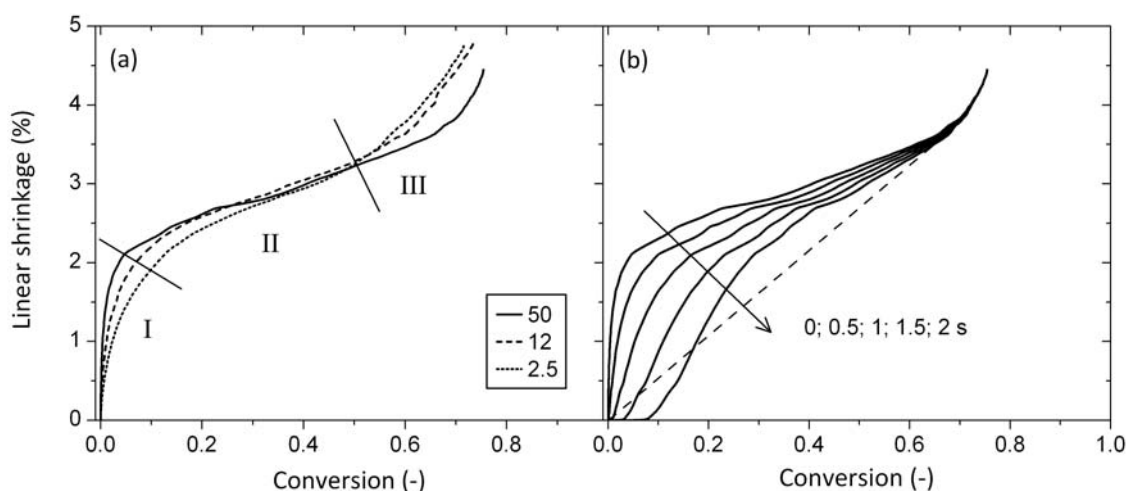 (a)
(b)
Linear shrinkage (%)
5
4
3
2
1
0
I
II
III
50
12
2.5
0; 0.5; 1; 1.5; 2 s
0.0 0.2 0.4 0.6 0.8 0.0 0.2 0.4 0.6 0.8 1.0
Conversion (-) Conversion (-)